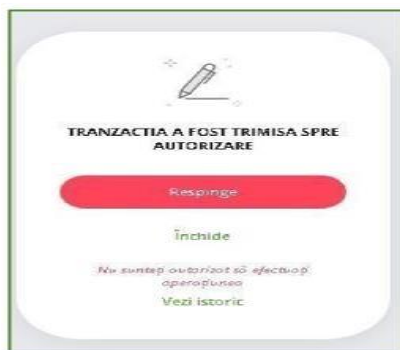 TRANZACTIA A FOST TRIMISA SPRE
AUTORIZARE
Respinge
Închide
Nu sunteți autorizat să efectuați
operațiunea
Vezi istoric